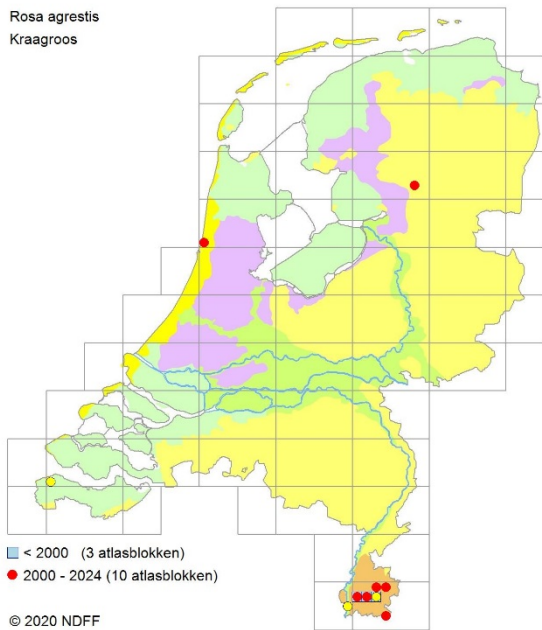 Rosa agrestis
Kraagroos
< 2000 (3 atlasblokken)
2000 - 2024 (10 atlasblokken)
© 2020 NDFF